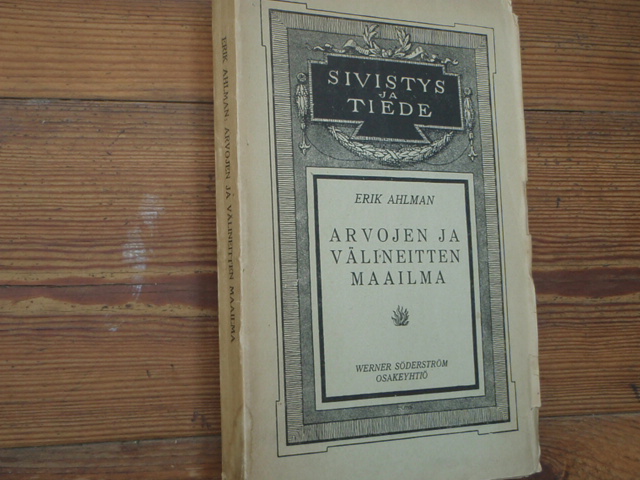 SIVISTYS
JA
TIEDE
ERIK AHLMAN
ARVOJEN JA
VÄLINEITTEN
MAAILMA
WERNER SÖDERSTRÖM
OSAKEYHTIÖ
ERIK AHLMAN: ARVOJEN JA VÄLINEITTEN MAAILMA